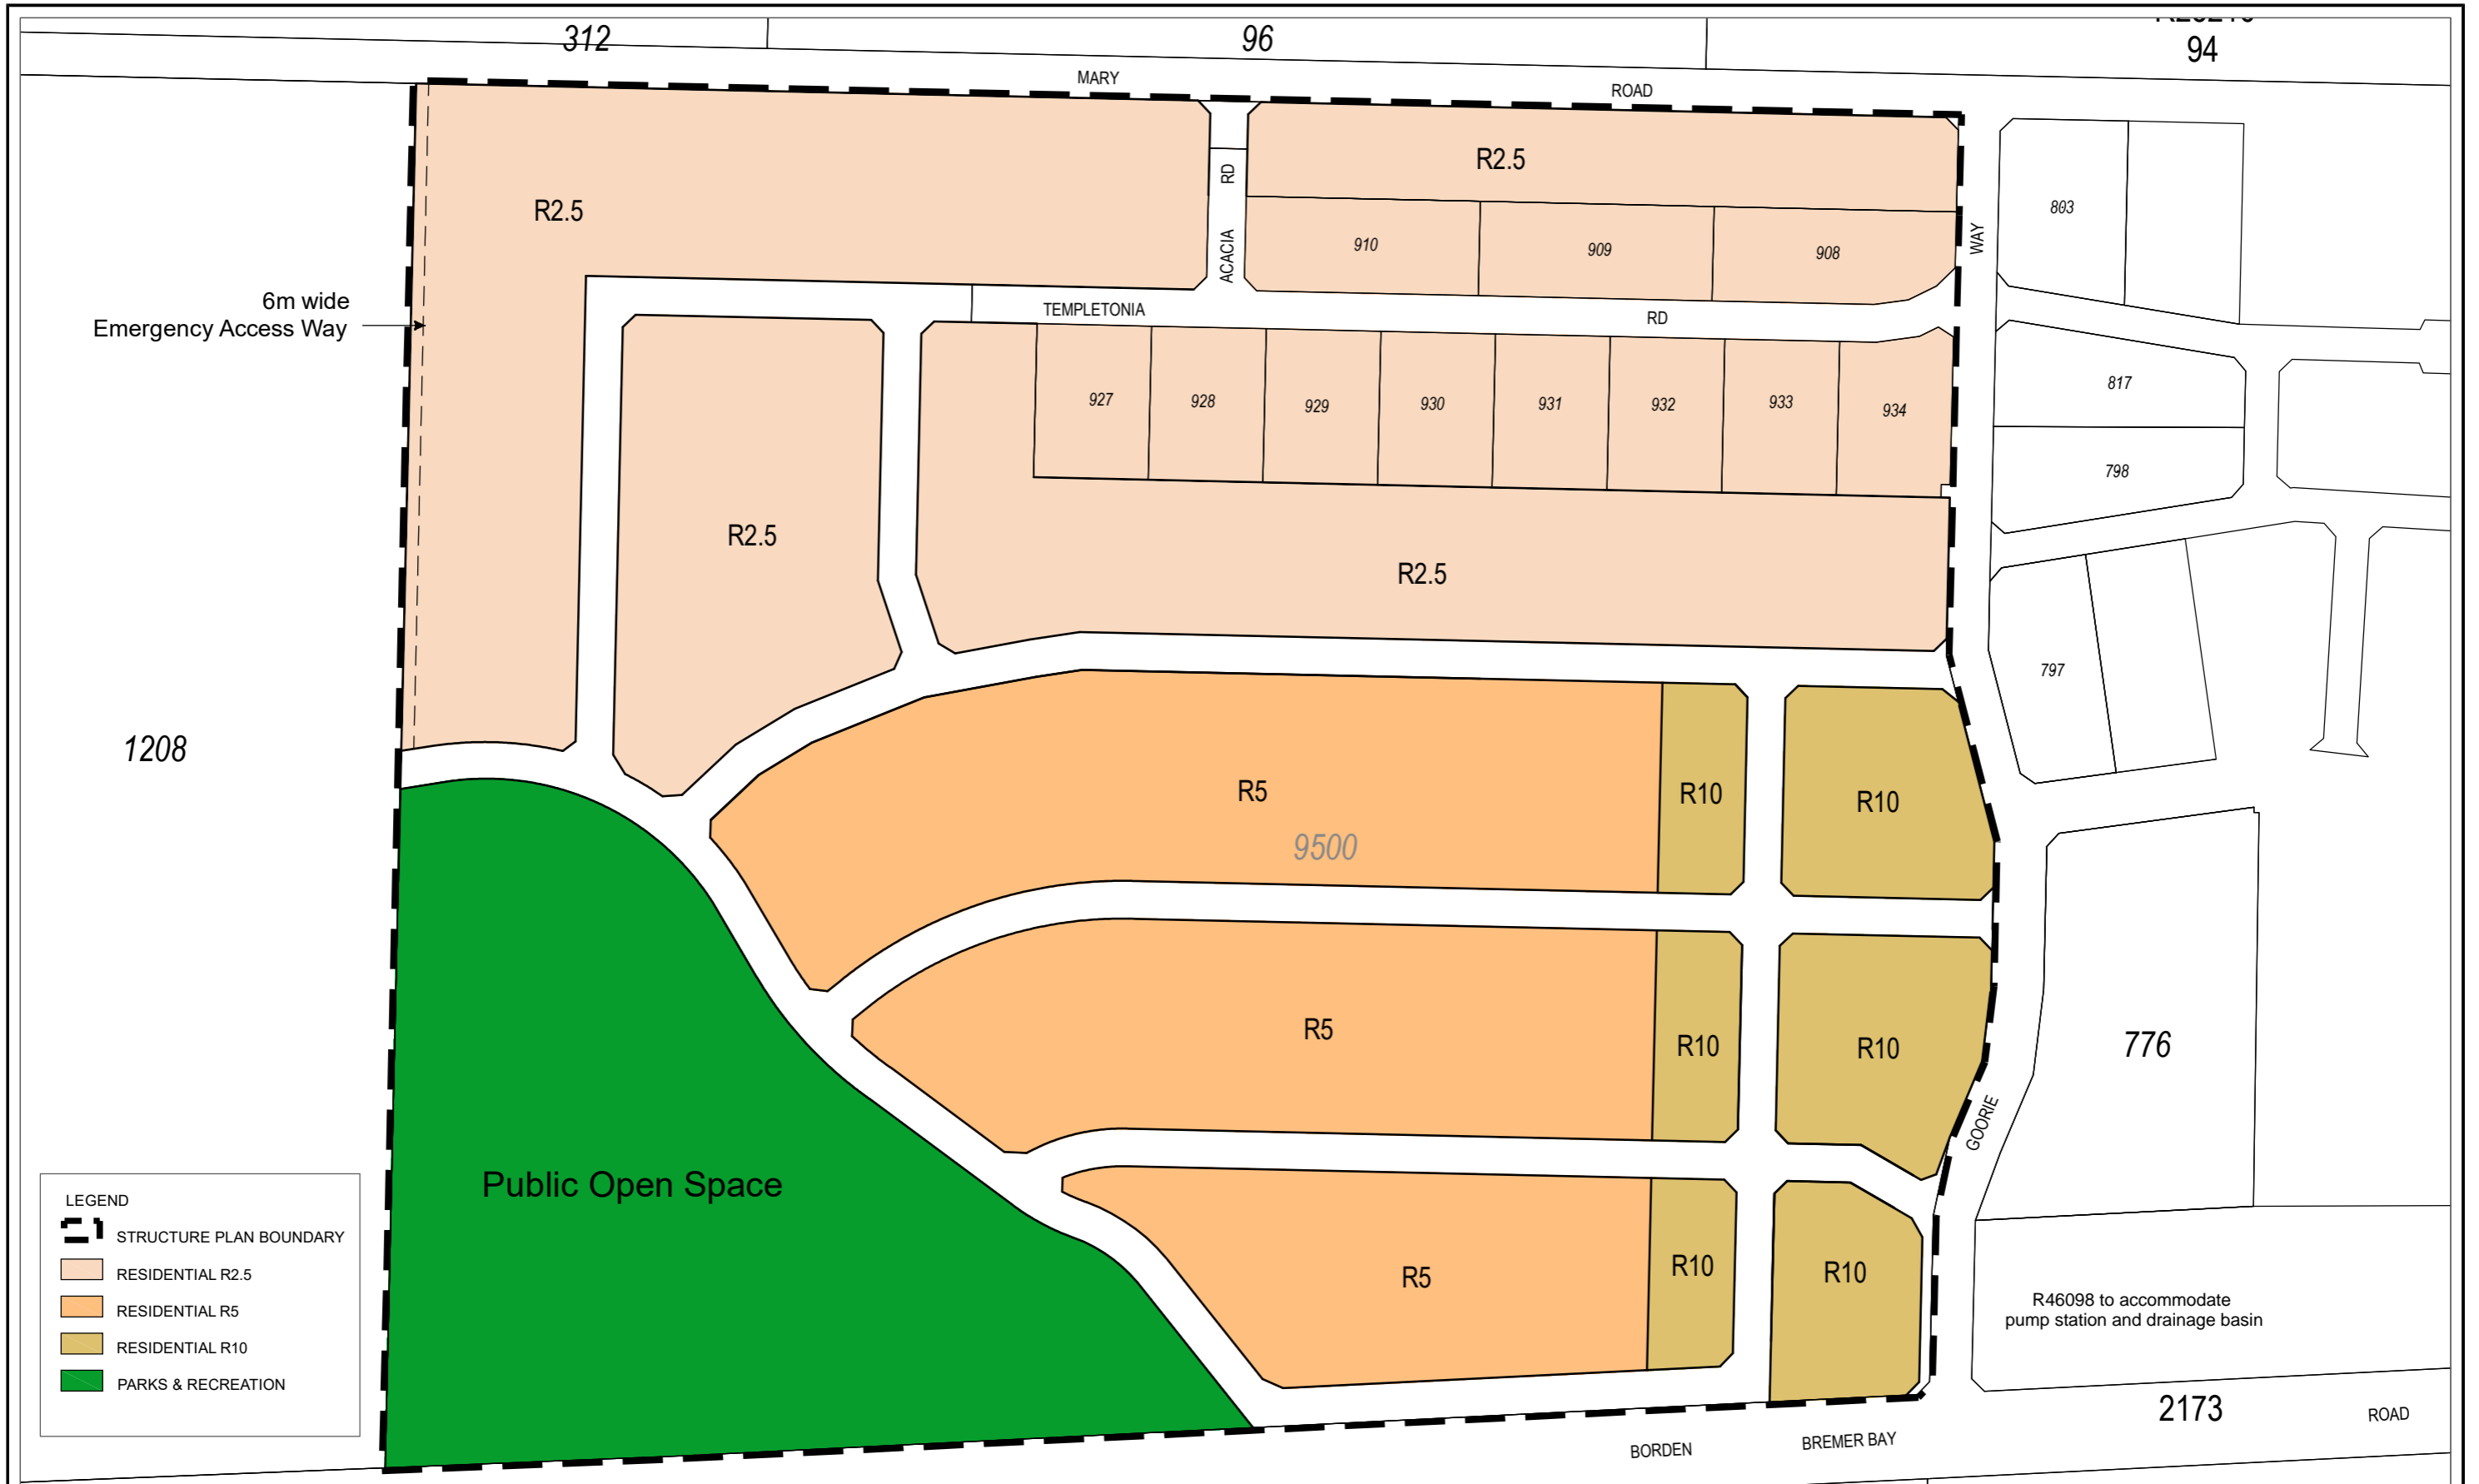 312
96
94
MARY ROAD
R2.5
R2.5
ACACIA RD
WAY
803
910
909
908
6m wide
Emergency Access Way
TEMPLETONIA RD
927
928
929
930
931
932
933
934
817
798
R2.5
R2.5
797
1208
R5
R10
R10
9500
R5
R10
R10
776
GOORIE
Public Open Space
R5
R10
R10
R46098 to accommodate
pump station and drainage basin
LEGEND
STRUCTURE PLAN BOUNDARY
RESIDENTIAL R2.5
RESIDENTIAL R5
RESIDENTIAL R10
PARKS & RECREATION
2173
BORDEN BREMER BAY ROAD